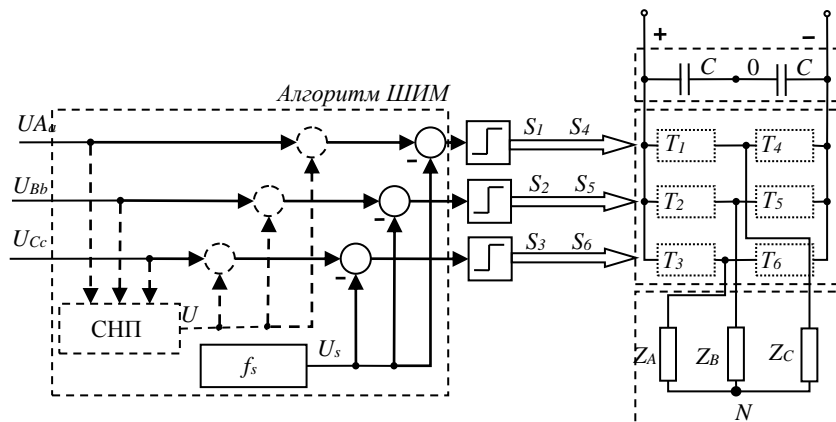 + –
C 0 C
Алгоритм ШИМ
UAa
S1 S4
T1 T4
UBb
S2 S5
T2 T5
UCc
S3 S6
T3 T6
СНП
U
fs
Us
ZA ZB ZC
N